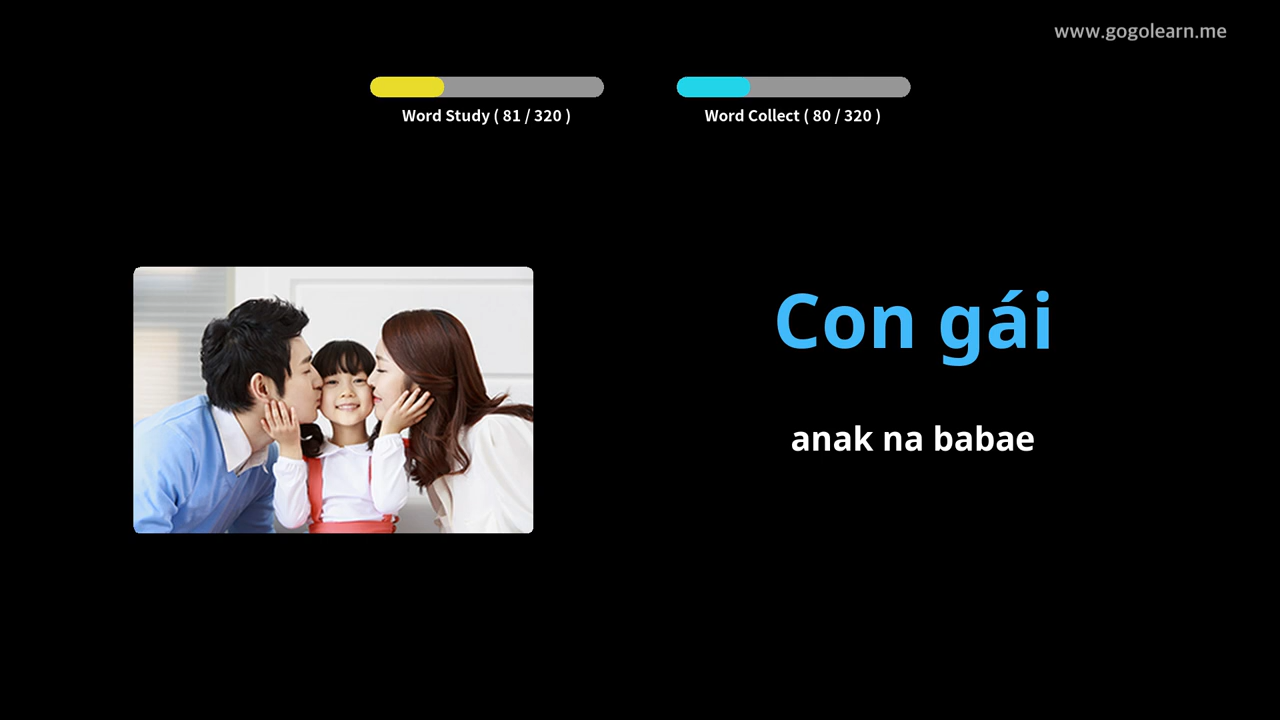 www.gogolearn.me
Word Study ( 81 / 320 )
Word Collect ( 80 / 320 )
Con gái
anak na babae